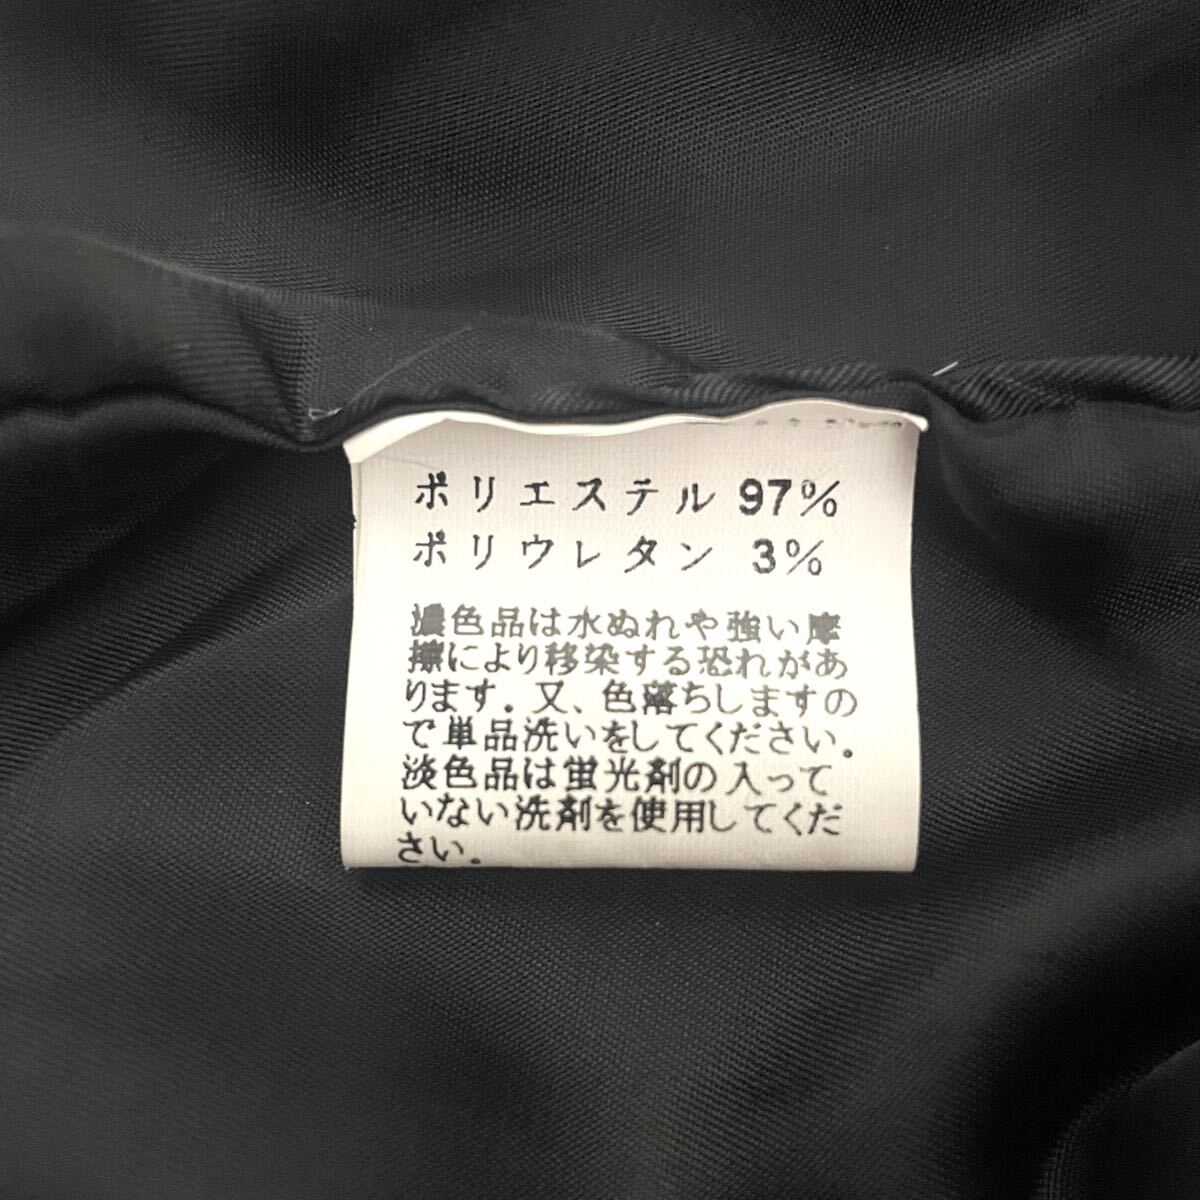 ポリエステル 97%
ポリウレタン 3%
濃色品は水ぬれや強い摩
擦により移染する恐れがあ
ります。又、色落ちしますの
で単品洗いをしてください。
淡色品は蛍光剤の入って
いない洗剤を使用してくだ
さい。